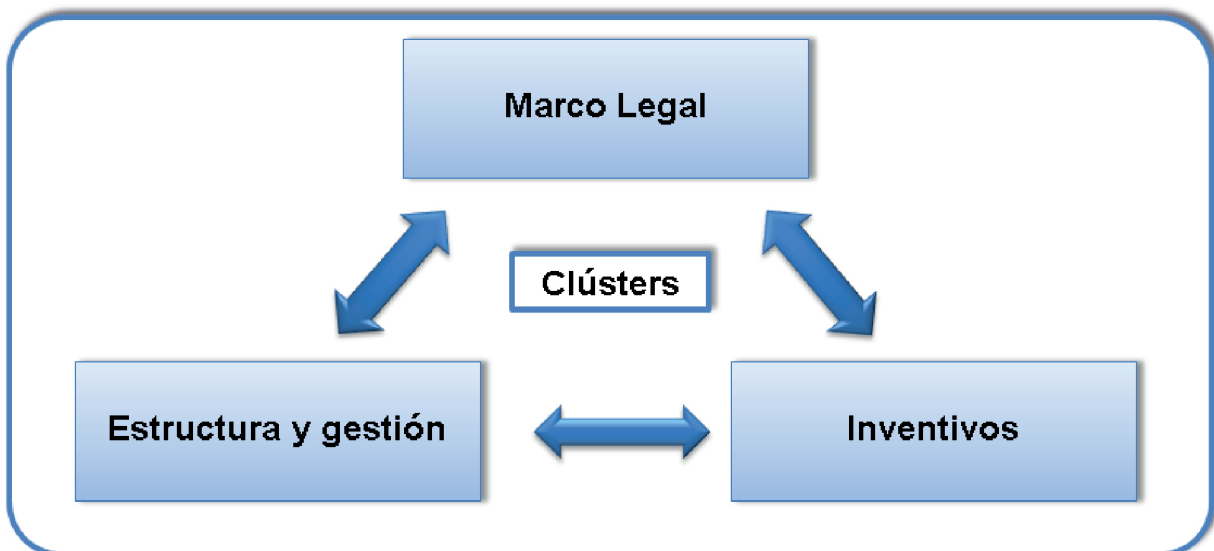 Marco Legal
Clústers
Estructura y gestión
Inventivos